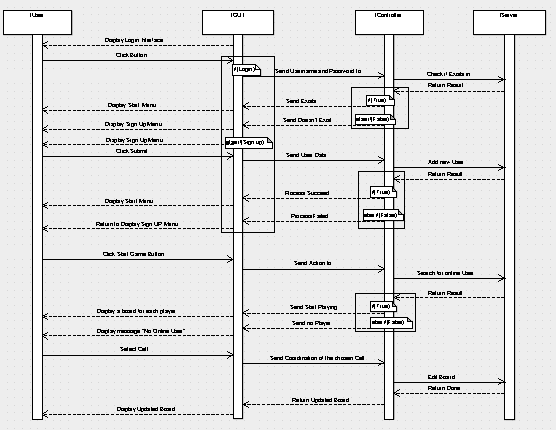 :User
:GUI
:Controller
:Server
Display Login Interface
Click Button
if(Login)
Send Username and Password to
Check if Exists in
Return Result
if(True)
Send Exists
Display Start Menu
else if(False)
Send Doesn't Exist
Display Sign Up Menu
Display Sign Up Menu
else if(Sign up)
Click Submit
Send User Data
Add new User
Return Result
if(True)
Process Succeed
Display Start Menu
else if(False)
Process Failed
Return to Display Sign UP Menu
Click Start Game Button
Send Action to
Search for online User
Return Result
if(True)
Send Start Playing
Display a board for each player
else if(False)
Send no Player
Display message "No Online User"
Select Cell
Send Coordination of the chosen Cell
Edit Board
Return Done
Return Updated Board
Display Updated Board